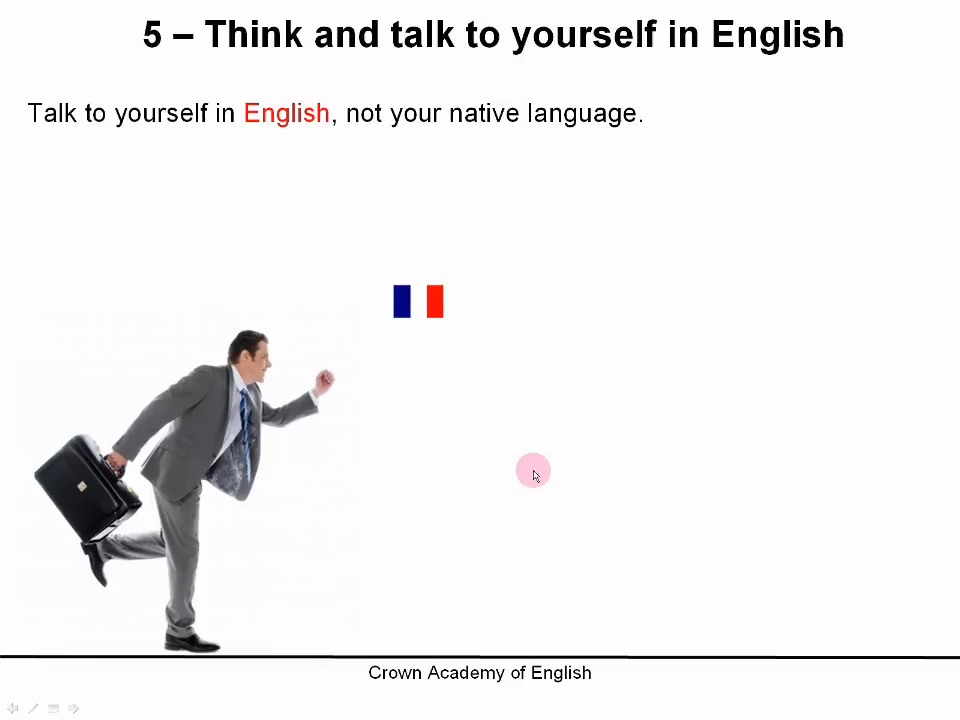 5 – Think and talk to yourself in English
Talk to yourself in English, not your native language.
Crown Academy of English